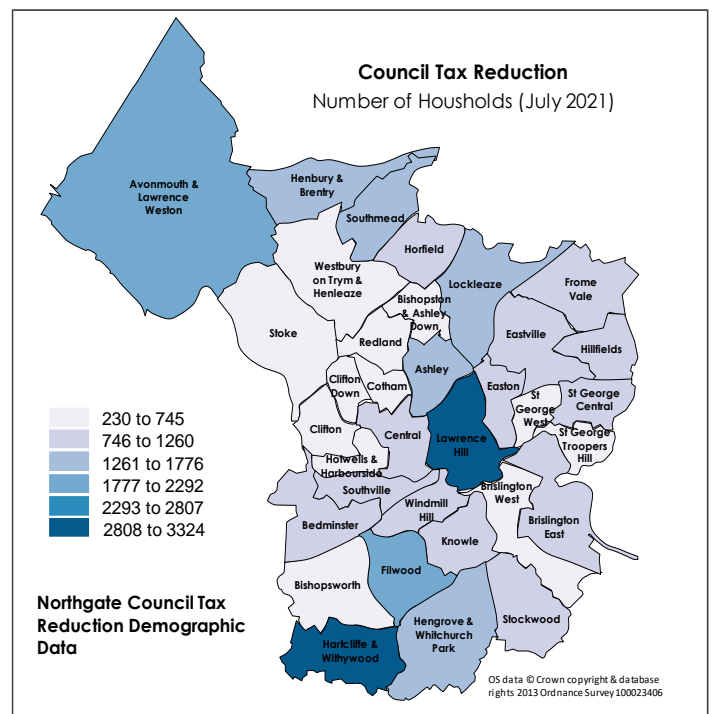 Council Tax Reduction
Number of Housholds (July 2021)
Avonmouth &
Lawrence
Weston
Henbury &
Brentry
Southmead
Horfield
Lockleaze
Frome
Vale
Westbury
on Trym &
Henleaze
Bishopston
& Ashley
Down
Eastville
Hillfields
Stoke
Redland
Ashley
Easton
Clifton
Down
Cotham
St
George
West
St George
Central
Clifton
Central
Lawrence
Hill
St George
Troopers
Hill
Hotwells &
Harbourside
Southville
Brislington
West
Bedminster
Windmill
Hill
Brislington
East
Knowle
Filwood
Bishopsworth
Hengrove &
Whitchurch
Park
Stockwood
Hartcliffe &
Withywood
230 to 745
746 to 1260
1261 to 1776
1777 to 2292
2293 to 2807
2808 to 3324
Northgate Council Tax
Reduction Demographic
Data
OS data © Crown copyright & database
rights 2013 Ordnance Survey 100023406